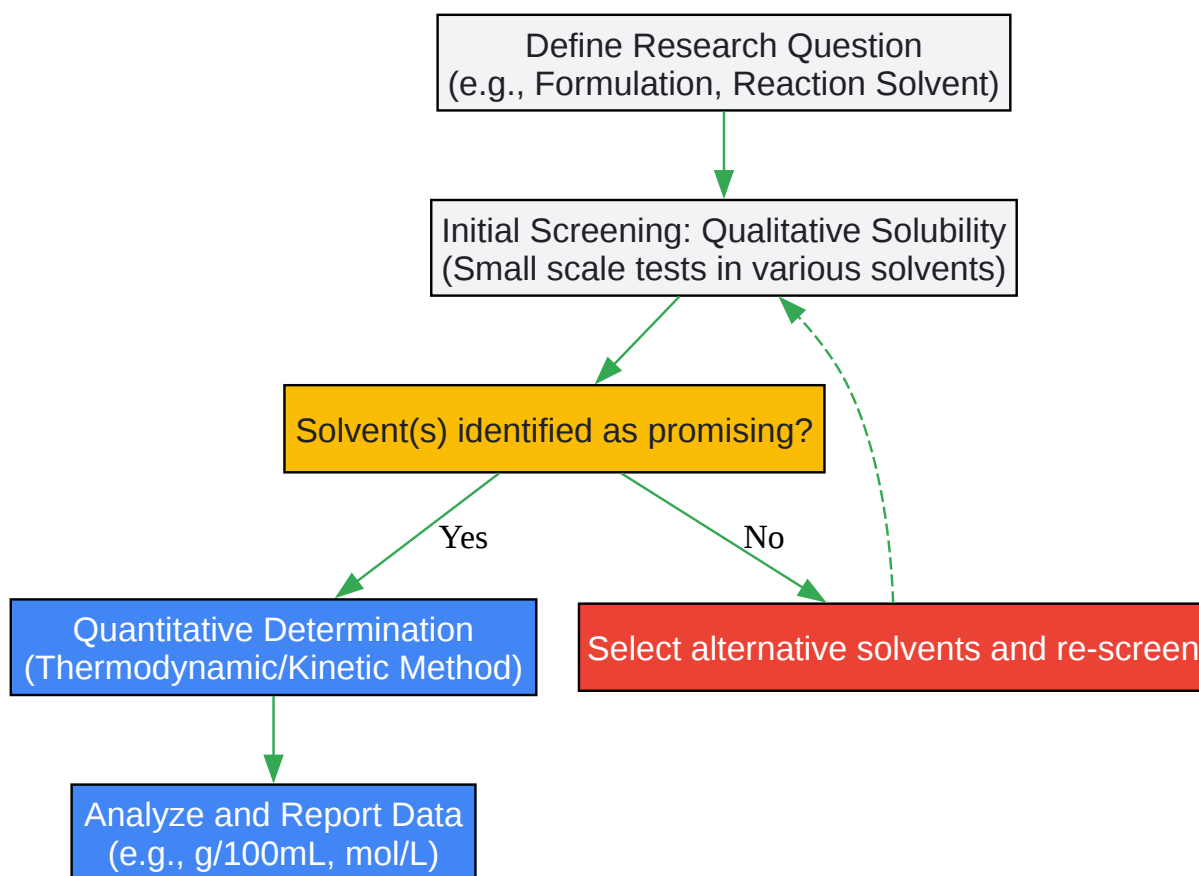 Define Research Question
(e.g., Formulation, Reaction Solvent)
Initial Screening: Qualitative Solubility
(Small scale tests in various solvents)
Solvent(s) identified as promising?
Yes
No
Quantitative Determination
(Thermodynamic/Kinetic Method)
Select alternative solvents and re-screen
Analyze and Report Data
(e.g., g/100mL, mol/L)